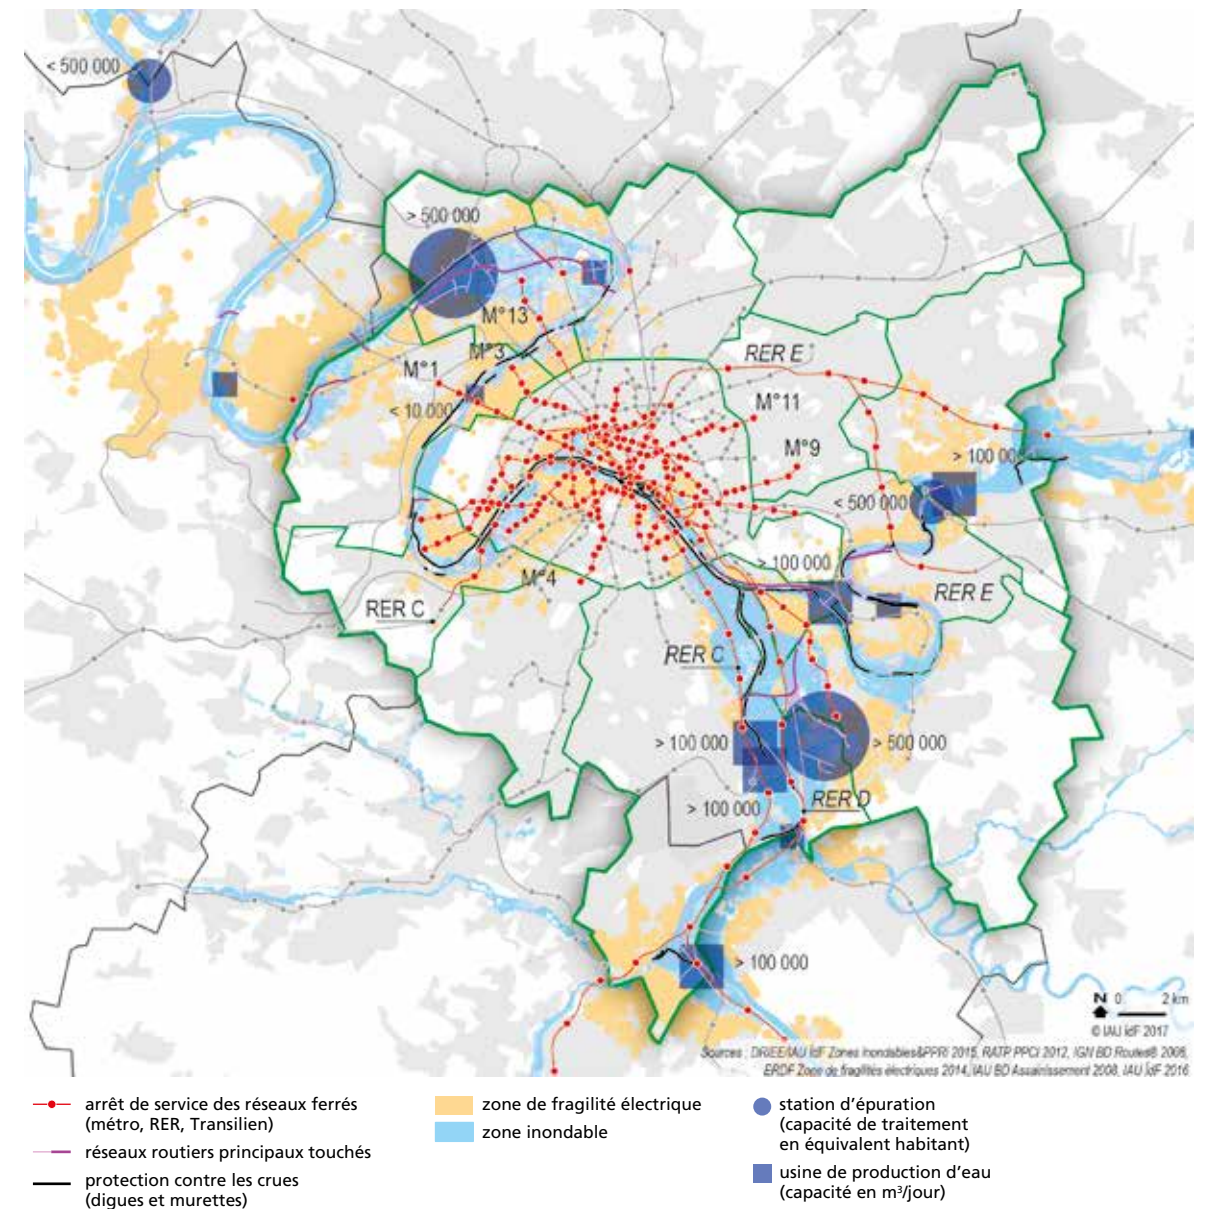 < 500 000
> 500 000
M°13
M°3
M°1
RER E
< 10 000
M°11
M°9
> 100 000
< 500 000
> 100 000
M°4
RER E
RER C
RER C
> 100 000
> 500 000
RER D
> 100 000
> 100 000
N 0 2 km
© IAU îdF 2017
Sources : DRIEE/IAU îdF Zones inondables&PPRI 2015, RATP PPCI 2012, IGN BD Routes® 2008,
ERDF Zone de fragilités électriques 2014, IAU BD Assainissement 2008, IAU îdF 2016
arrêt de service des réseaux ferrés
(métro, RER, Transilien)
réseaux routiers principaux touchés
protection contre les crues
(digues et murettes)
zone de fragilité électrique
zone inondable
station d’épuration
(capacité de traitement
en équivalent habitant)
usine de production d’eau
(capacité en m³/jour)